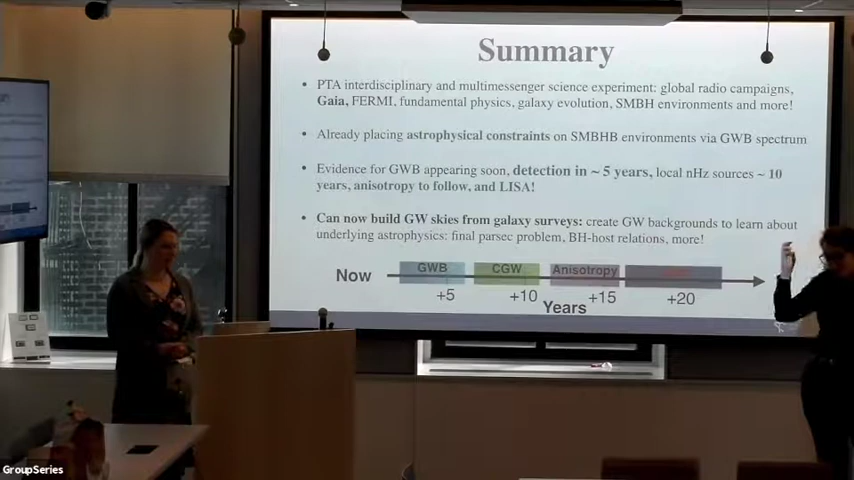 Summary
• PTA interdisciplinary and multimessenger science experiment: global radio campaigns,
Gaia, FERMI, fundamental physics, galaxy evolution, SMBH environments and more!
• Already placing astrophysical constraints on SMBHB environments via GWB spectrum
• Evidence for GWB appearing soon, detection in ~ 5 years, local nHz sources ~ 10
years, anisotropy to follow, and LISA!
• Can now build GW skies from galaxy surveys: create GW backgrounds to learn about
underlying astrophysics: final parsec problem, BH-host relations, more!
Now
GWB
CGW
Anisotropy
+5
+10
+15
+20
Years
GroupSeries